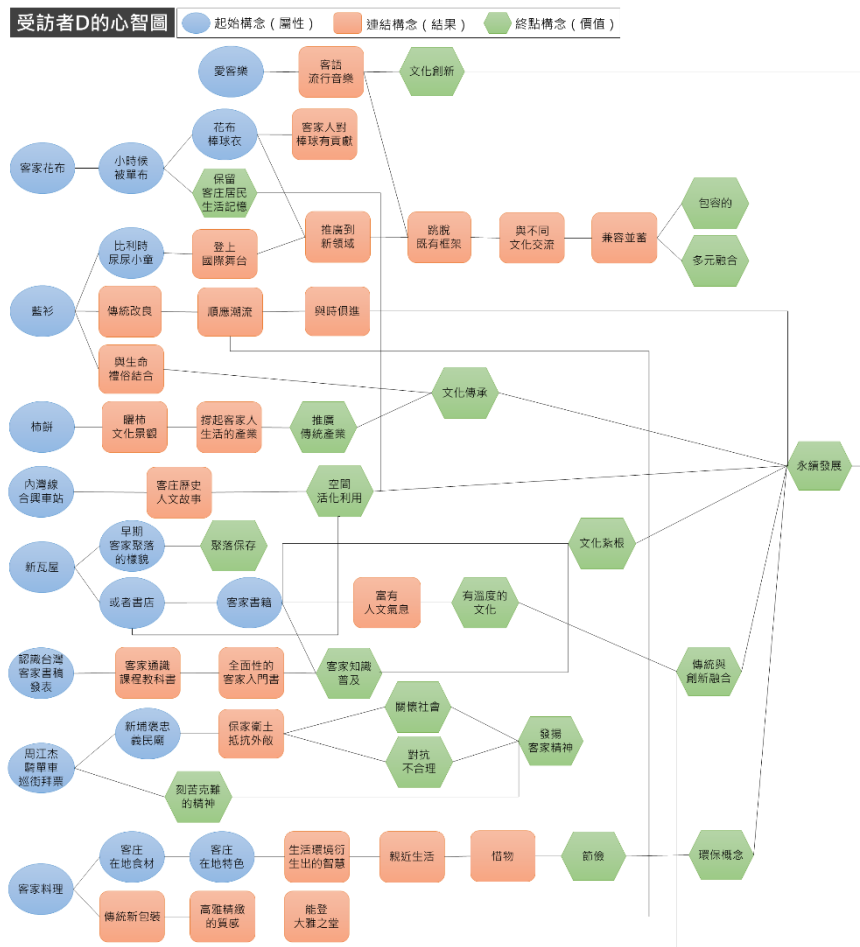 受訪者D的心智圖
起始構念（屬性）
連結構念（結果）
終點構念（價值）
愛客樂
客語
流行音樂
文化創新
花布
棒球衣
客家人對
棒球有貢獻
客家花布
小時候
被單布
保留
客庄居民
生活記憶
包容的
推廣到
新領域
跳脫
既有框架
與不同
文化交流
兼容並蓄
比利時
尿尿小童
登上
國際舞台
多元融合
藍衫
傳統改良
順應潮流
與時俱進
與生命
禮俗結合
文化傳承
柿餅
曬柿
文化景觀
撐起客家人
生活的產業
推廣
傳統產業
永續發展
內灣線
合興車站
客庄歷史
人文故事
空間
活化利用
新瓦屋
早期
客家聚落
的樣貌
聚落保存
文化紮根
或者書店
客家書籍
富有
人文氣息
有溫度的
文化
認識台灣
客家書稿
發表
客家通識
課程教科書
全面性的
客家入門書
客家知識
普及
傳統與
創新融合
關懷社會
新埔褒忠
義民廟
保家衛土
抵抗外敵
發揚
客家精神
周江杰
騎單車
巡街拜票
對抗
不合理
刻苦克難
的精神
客家料理
客庄
在地食材
客庄
在地特色
生活環境衍
生出的智慧
親近生活
惜物
節儉
環保概念
傳統新包裝
高雅精緻
的質感
能登
大雅之堂